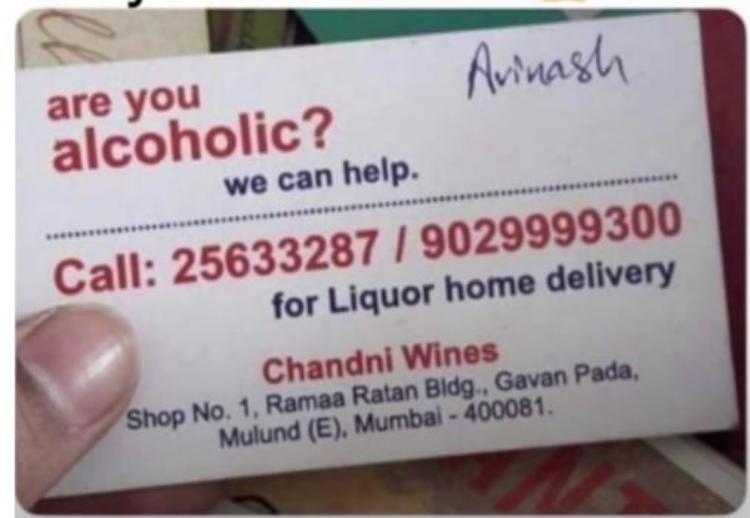 Avinash
are you
alcoholic?
we can help.
Call: 25633287 / 9029999300
for Liquor home delivery
Chandni Wines
Shop No. 1, Ramaa Ratan Bldg., Gavan Pada,
Mulund (E), Mumbai - 400081.